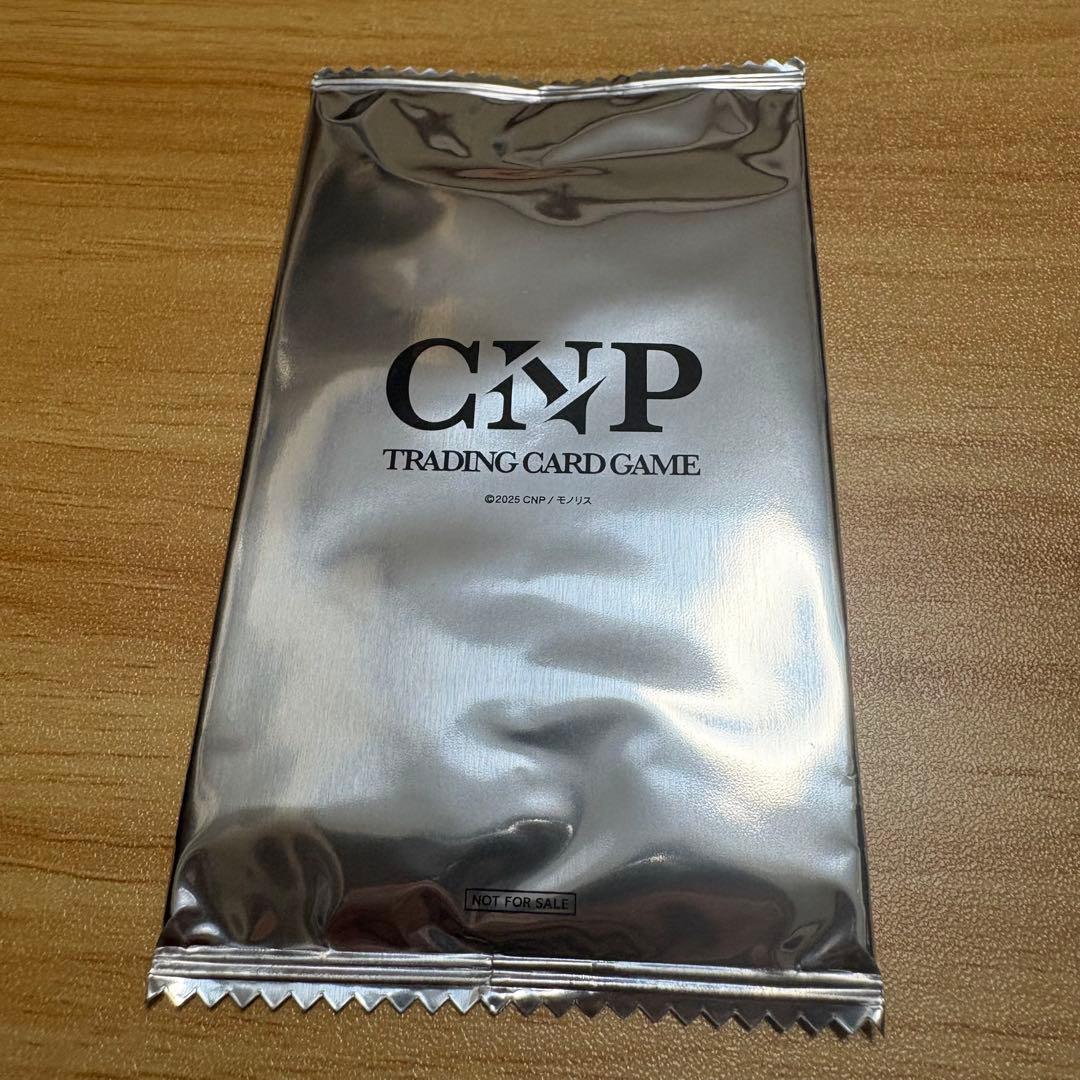 CNP
TRADING CARD GAME
©2025 CNP / モノリス
NOT FOR SALE